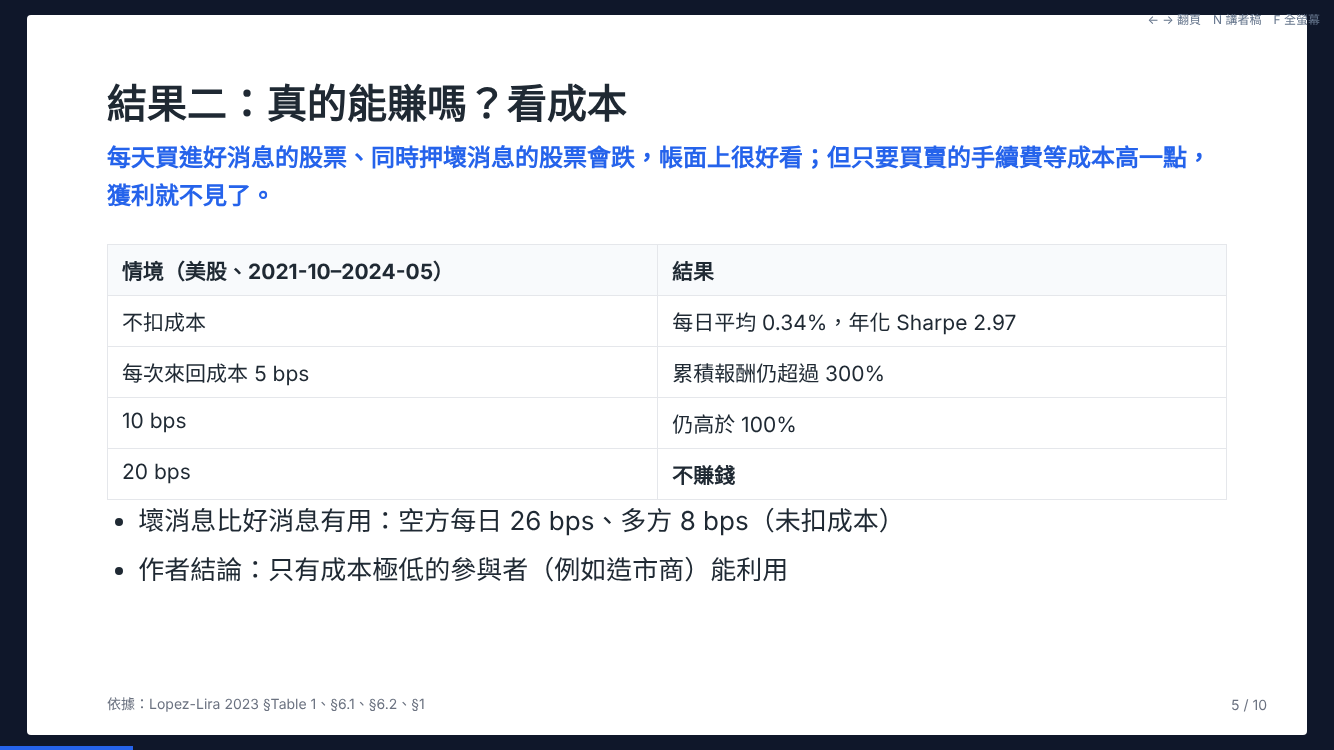 ← → 翻頁 N 講者稿 F 全螢幕
結果二：真的能賺嗎？看成本
每天買進好消息的股票、同時押壞消息的股票會跌，帳面上很好看；但只要買賣的手續費等成本高一點，
獲利就不見了。
情境（美股、2021-10–2024-05） 結果
不扣成本 每日平均 0.34%，年化 Sharpe 2.97
每次來回成本 5 bps 累積報酬仍超過 300%
10 bps 仍高於 100%
20 bps 不賺錢
• 壞消息比好消息有用：空方每日 26 bps、多方 8 bps（未扣成本）
• 作者結論：只有成本極低的參與者（例如造市商）能利用
依據：Lopez-Lira 2023 §Table 1、§6.1、§6.2、§1 5 / 10